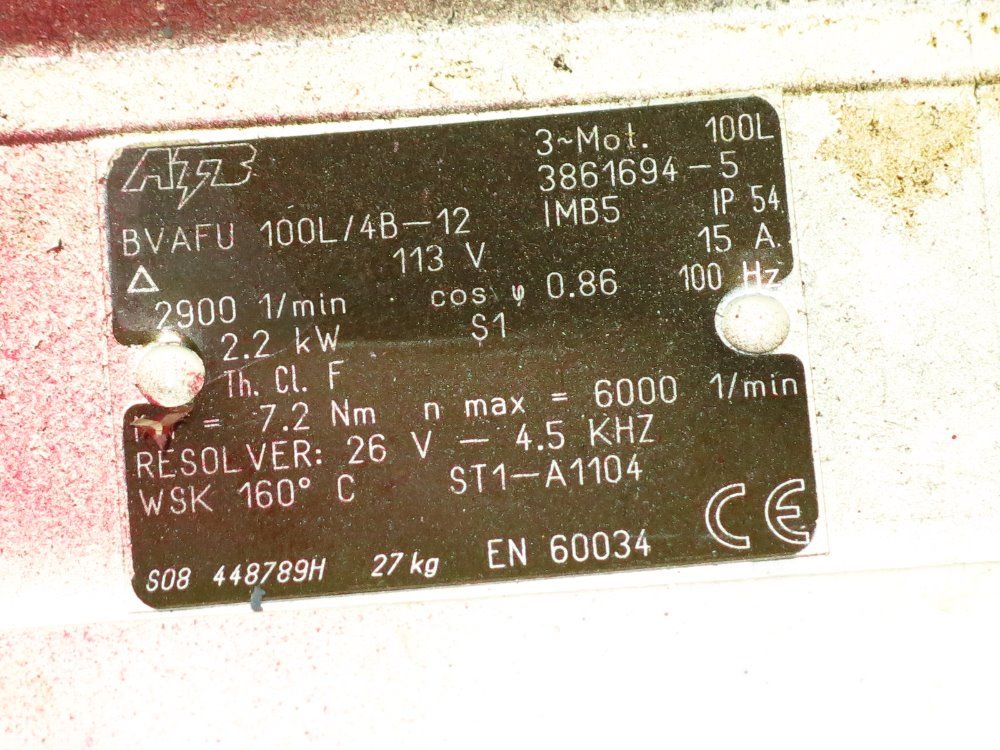 ATB 3~Mot. 100L
3861694-5
BVAFU 100L/4B-12 IMB5 IP 54
△ 113 V 15 A
2900 1/min cos φ 0.86 100 Hz
2.2 kW S1
Th. Cl. F
= 7.2 Nm n max = 6000 1/min
RESOLVER: 26 V - 4.5 KHZ
WSK 160° C ST1-A1104
S08 448789H 27 kg EN 60034 CE